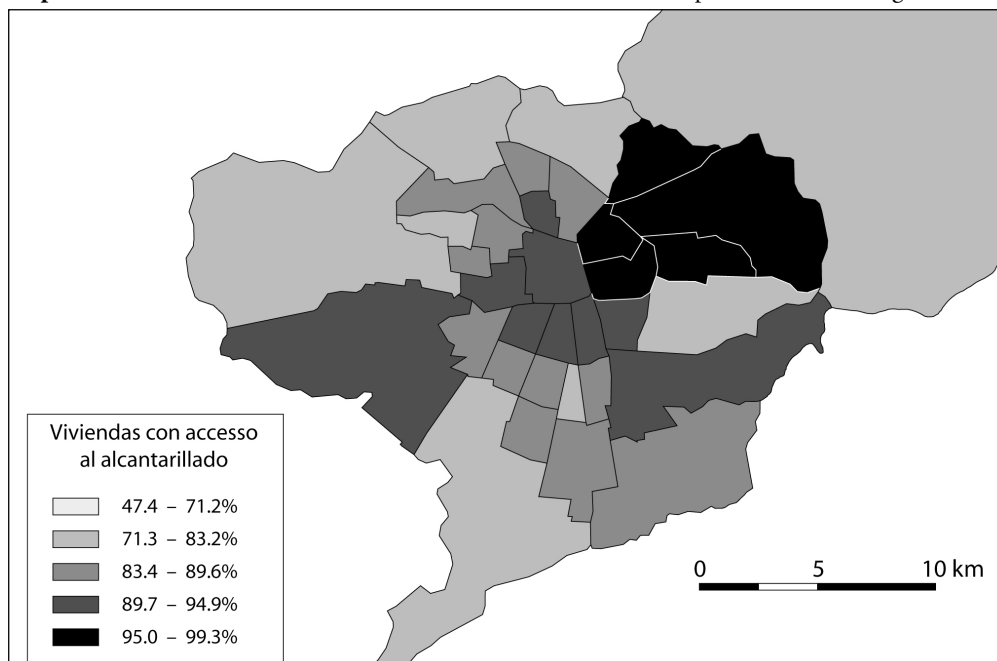 Viviendas con accesso
al alcantarillado
47.4 – 71.2%
71.3 – 83.2%
83.4 – 89.6%
89.7 – 94.9%
95.0 – 99.3%
0 5 10 km